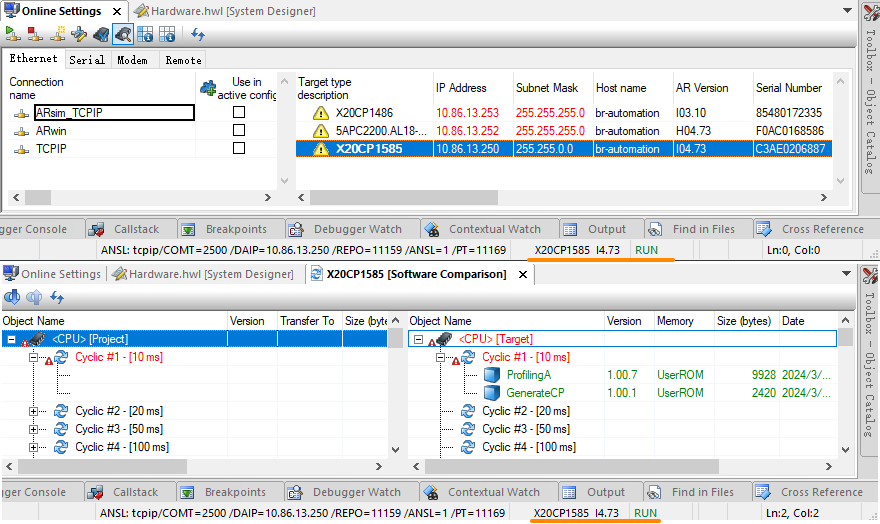 Online Settings Hardware.hwl [System Designer]
Ethernet Serial Modem Remote
Connection name Use in active config Target type description IP Address Subnet Mask Host name AR Version Serial Number
ARsim_TCPIP X20CP1486 10.86.13.253 255.255.255.0 br-automation I03.10 85480172335
ARwin 5APC2200.AL18-... 10.86.13.252 255.255.255.0 br-automation H04.73 F0AC0168586
TCPIP X20CP1585 10.86.13.250 255.255.0.0 br-automation I04.73 C3AE0206887
Toolbox - Object Catalog
gger Console Callstack Breakpoints Debugger Watch Contextual Watch Output Find in Files Cross Reference
ANSL: tcpip/COMT=2500 /DAIP=10.86.13.250 /REPO=11159 /ANSL=1 /PT=11169 X20CP1585 I4.73 RUN Ln:0, Col:0
Online Settings Hardware.hwl [System Designer] X20CP1585 [Software Comparison]
Object Name Version Transfer To Size (byte Object Name Version Memory Size (bytes) Date
<CPU> [Project] <CPU> [Target]
Cyclic #1 - [10 ms] Cyclic #1 - [10 ms]
ProfilingA 1.00.7 UserROM 9928 2024/3/...
GenerateCP 1.00.1 UserROM 2420 2024/3/...
Cyclic #2 - [20 ms] Cyclic #2 - [20 ms]
Cyclic #3 - [50 ms] Cyclic #3 - [50 ms]
Cyclic #4 - [100 ms] Cyclic #4 - [100 ms]
Toolbox - Object Catalog
gger Console Callstack Breakpoints Debugger Watch Contextual Watch Output Find in Files Cross Reference
ANSL: tcpip/COMT=2500 /DAIP=10.86.13.250 /REPO=11159 /ANSL=1 /PT=11169 X20CP1585 I4.73 RUN Ln:2, Col:2